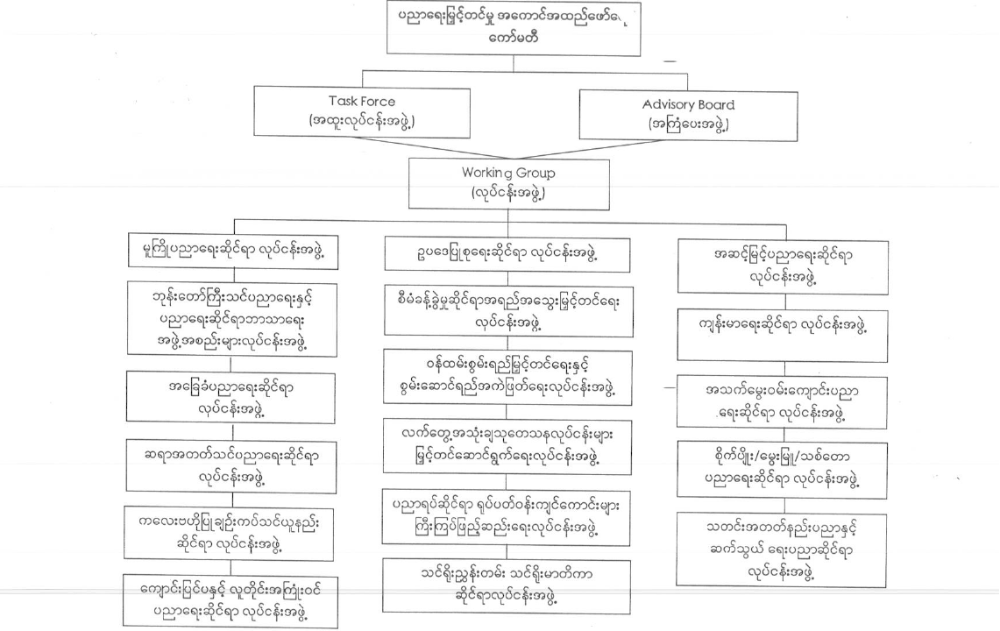 ပညာရေးမြှင့်တင်မှု အကောင်အထည်ဖော်ရေး
ကော်မတီ
Task Force
(အထူးလုပ်ငန်းအဖွဲ့)
Advisory Board
(အကြံပေးအဖွဲ့)
Working Group
(လုပ်ငန်းအဖွဲ့)
မူကြိုပညာရေးဆိုင်ရာ လုပ်ငန်းအဖွဲ့
ဘုန်းတော်ကြီးသင်ပညာရေးနှင့်
ပညာရေးဆိုင်ရာဘာသာရေး
အဖွဲ့အစည်းများလုပ်ငန်းအဖွဲ့
အခြေခံပညာရေးဆိုင်ရာ
လုပ်ငန်းအဖွဲ့
ဆရာအတတ်သင်ပညာရေးဆိုင်ရာ
လုပ်ငန်းအဖွဲ့
ကလေးဗဟိုပြုချဉ်းကပ်သင်ယူနည်း
ဆိုင်ရာ လုပ်ငန်းအဖွဲ့
ကျောင်းပြင်ပနှင့် လူတိုင်းအကြုံးဝင်
ပညာရေးဆိုင်ရာ လုပ်ငန်းအဖွဲ့
ဥပဒေပြုစုရေးဆိုင်ရာ လုပ်ငန်းအဖွဲ့
စီမံခန့်ခွဲမှုဆိုင်ရာအရည်အသွေးမြှင့်တင်ရေး
လုပ်ငန်းအဖွဲ့
ဝန်ထမ်းစွမ်းရည်မြှင့်တင်ရေးနှင့်
စွမ်းဆောင်ရည်အကဲဖြတ်ရေးလုပ်ငန်းအဖွဲ့
လက်တွေ့အသုံးချသုတေသနလုပ်ငန်းများ
မြှင့်တင်ဆောင်ရွက်ရေးလုပ်ငန်းအဖွဲ့
ပညာရပ်ဆိုင်ရာ ရုပ်ပတ်ဝန်းကျင်ကောင်းများ
ကြီးကြပ်ဖြည့်ဆည်းရေးလုပ်ငန်းအဖွဲ့
သင်ရိုးညွှန်းတမ်း သင်ရိုးမာတိကာ
ဆိုင်ရာလုပ်ငန်းအဖွဲ့
အဆင့်မြင့်ပညာရေးဆိုင်ရာ
လုပ်ငန်းအဖွဲ့
ကျန်းမာရေးဆိုင်ရာ လုပ်ငန်းအဖွဲ့
အသက်မွေးဝမ်းကျောင်းပညာ
ရေးဆိုင်ရာ လုပ်ငန်းအဖွဲ့
စိုက်ပျိုး/မွေးမြူ/သစ်တော
ပညာရေးဆိုင်ရာ လုပ်ငန်းအဖွဲ့
သတင်းအတတ်နည်းပညာနှင့်
ဆက်သွယ် ရေးပညာဆိုင်ရာ
လုပ်ငန်းအဖွဲ့